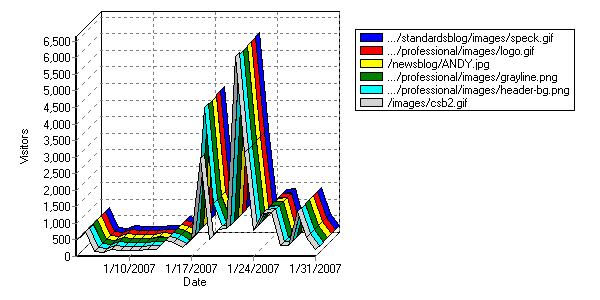 6,500
6,000
5,500
5,000
4,500
4,000
3,500
3,000
2,500
2,000
1,500
1,000
500
0
Visitors
1/10/2007 1/17/2007 1/24/2007 1/31/2007
Date
.../standardsblog/images/speck.gif
.../professional/images/logo.gif
/newsblog/ANDY.jpg
.../professional/images/grayline.png
.../professional/images/header-bg.png
/images/csb2.gif